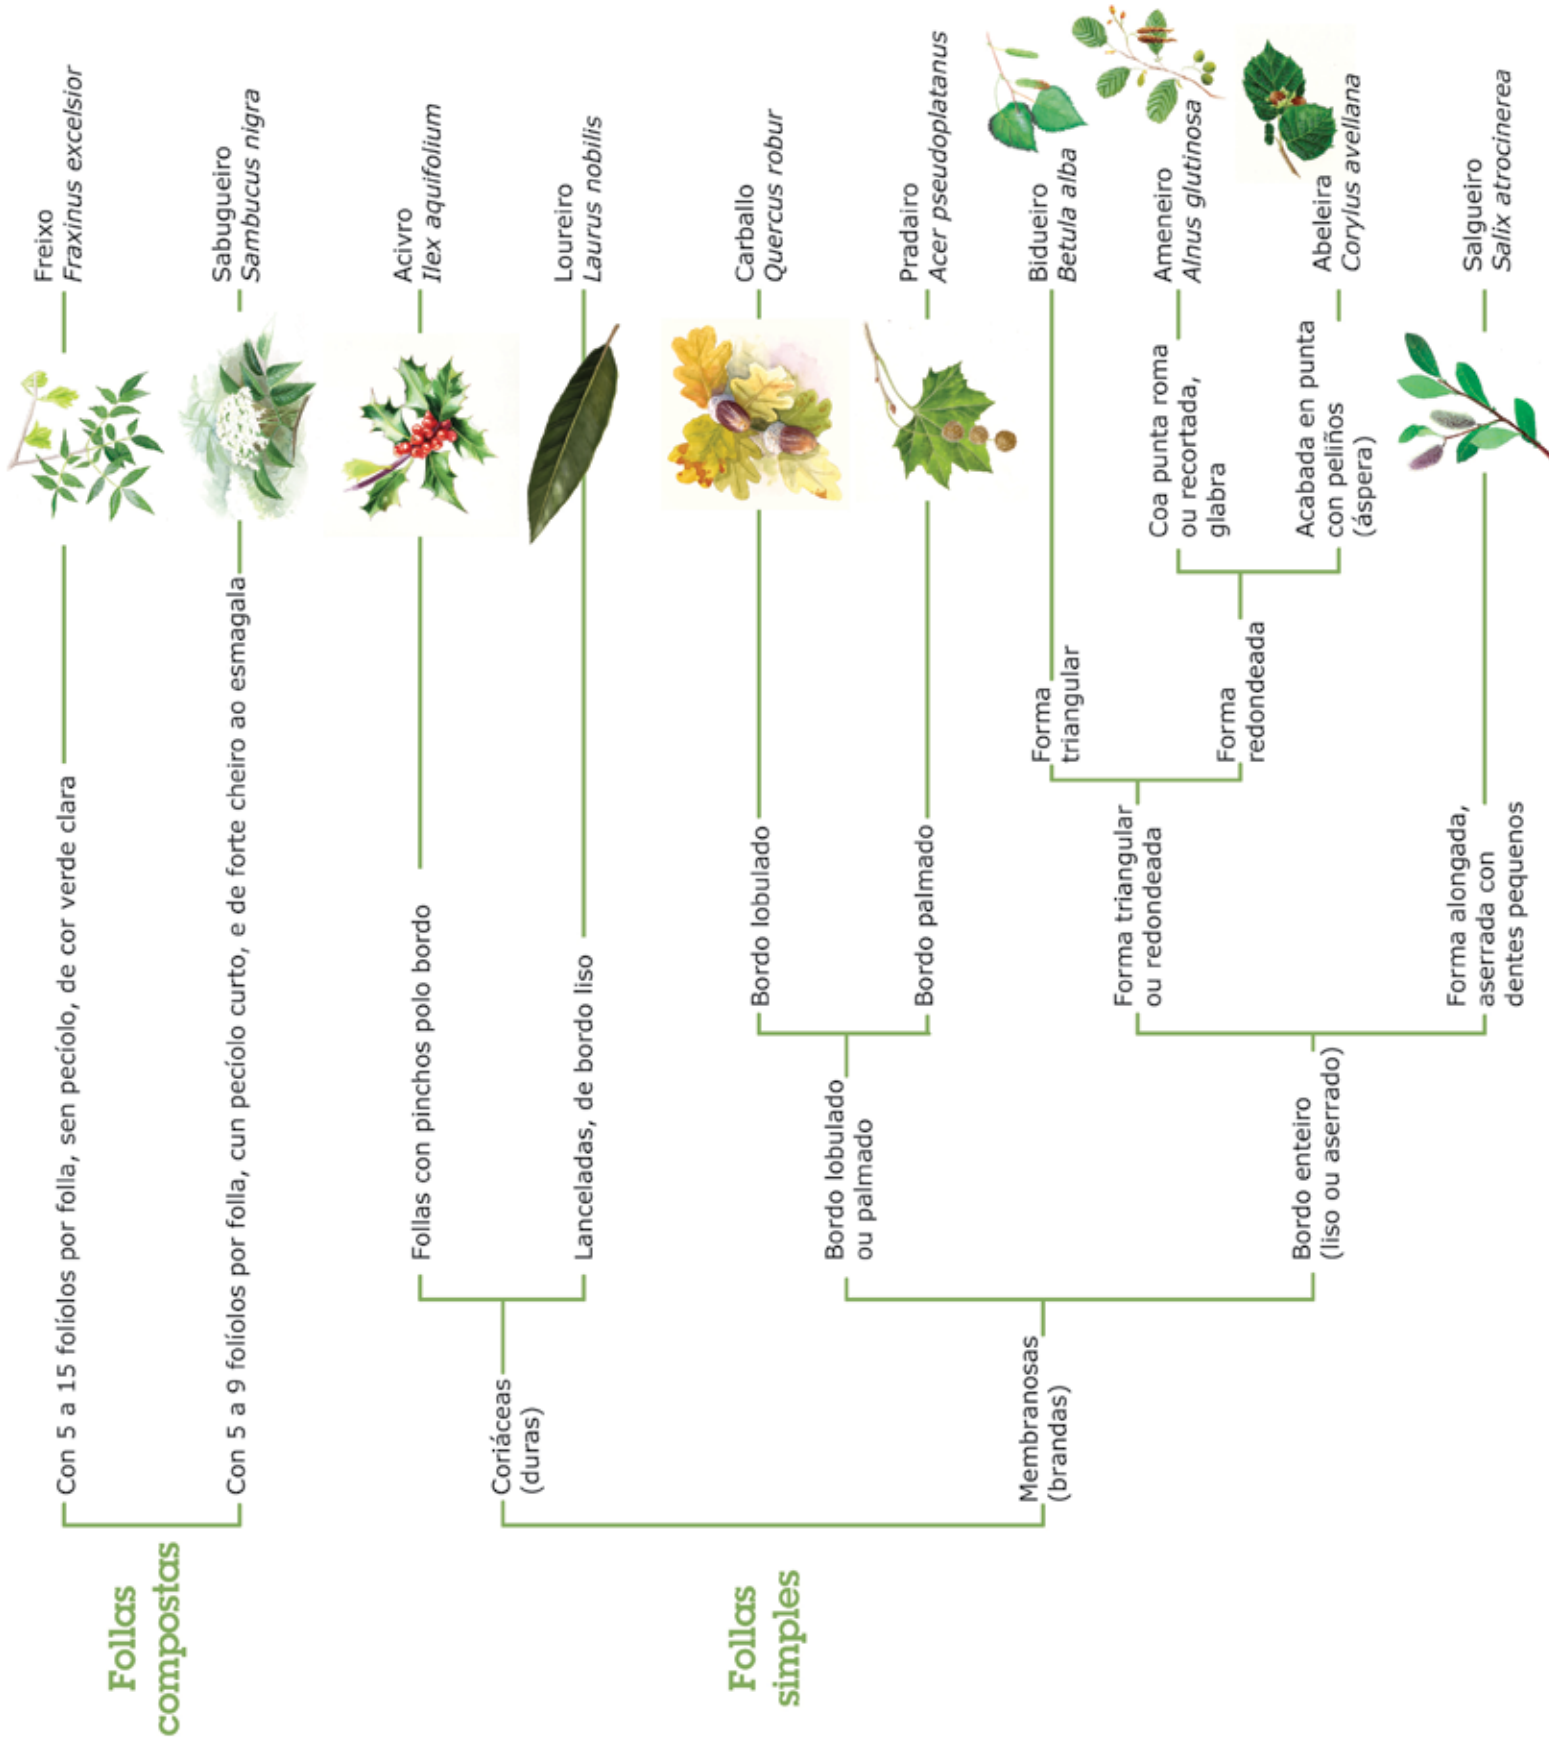 Follas
compostas
Con 5 a 15 folíolos por folla, sen pecíolo, de cor verde clara
Freixo
Fraxinus excelsior
Con 5 a 9 folíolos por folla, cun pecíolo curto, e de forte cheiro ao esmagala
Sabugueiro
Sambucus nigra
Follas
simples
Coriáceas
(duras)
Follas con pinchos polo bordo
Acivro
Ilex aquifolium
Lanceladas, de bordo liso
Loureiro
Laurus nobilis
Membranosas
(brandas)
Bordo lobulado
ou palmado
Bordo lobulado
Carballo
Quercus robur
Bordo palmado
Pradairo
Acer pseudoplatanus
Bordo enteiro
(liso ou aserrado)
Forma triangular
ou redondeada
Forma
triangular
Bidueiro
Betula alba
Forma
redondeada
Coa punta roma
ou recortada,
glabra
Ameneiro
Alnus glutinosa
Acabada en punta
con peliños
(áspera)
Abeleira
Corylus avellana
Forma alongada,
aserrada con
dentes pequenos
Salgueiro
Salix atrocinerea